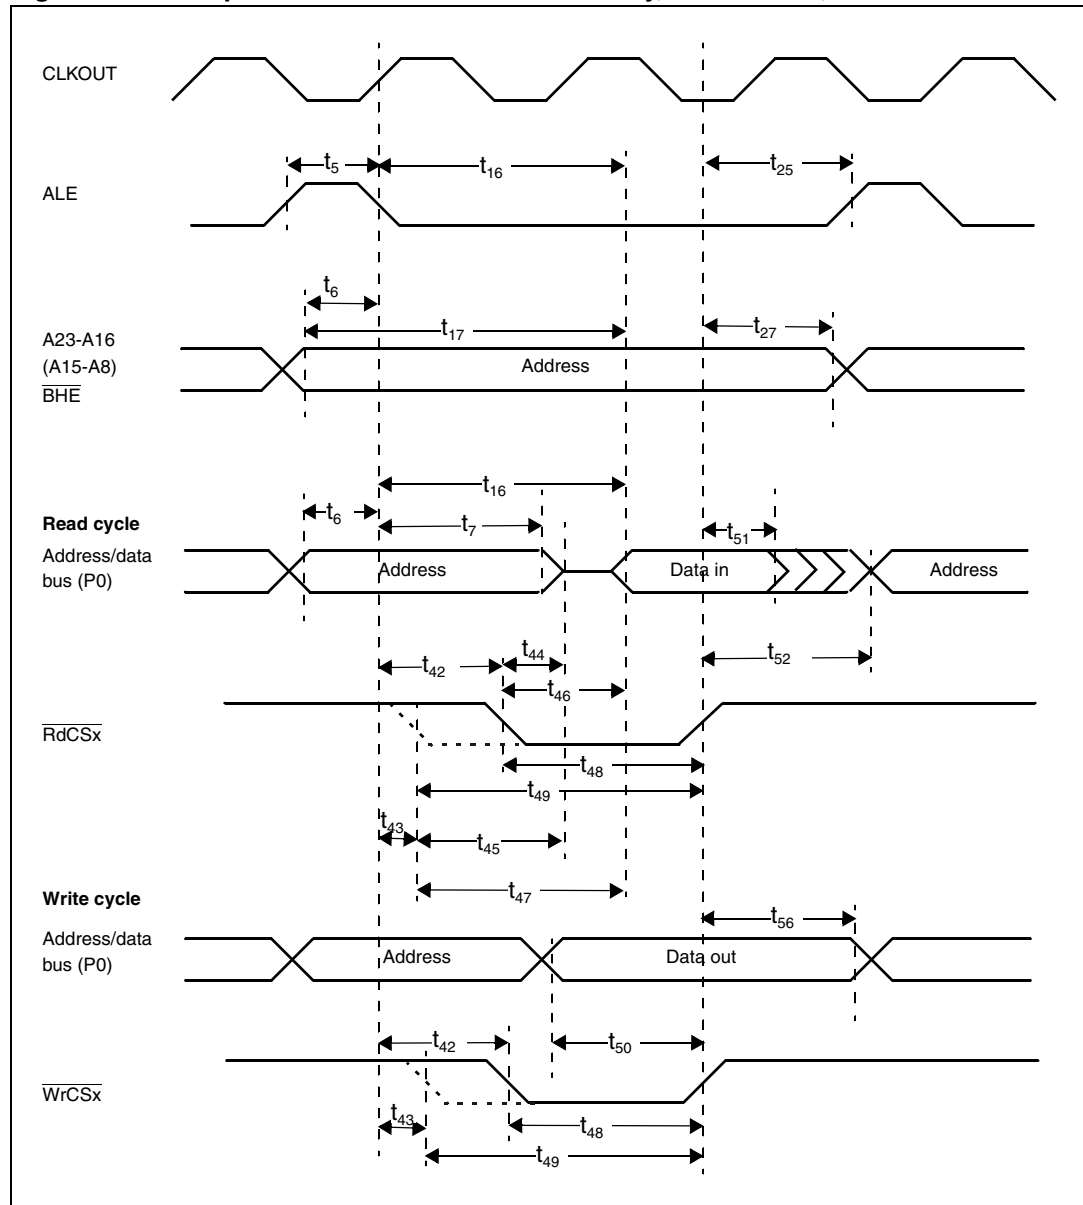 CLKOUT
t5
t16
t25
ALE
t6
A23-A16
t17
t27
(A15-A8)
Address
BHE
t16
Read cycle
t6
t7
t51
Address/data
bus (P0)
Address
Data in
Address
t44
t42
t52
t46
RdCSx
t48
t49
t43
t45
t47
Write cycle
t56
Address/data
bus (P0)
Address
Data out
t42
t50
WrCSx
t43
t48
t49